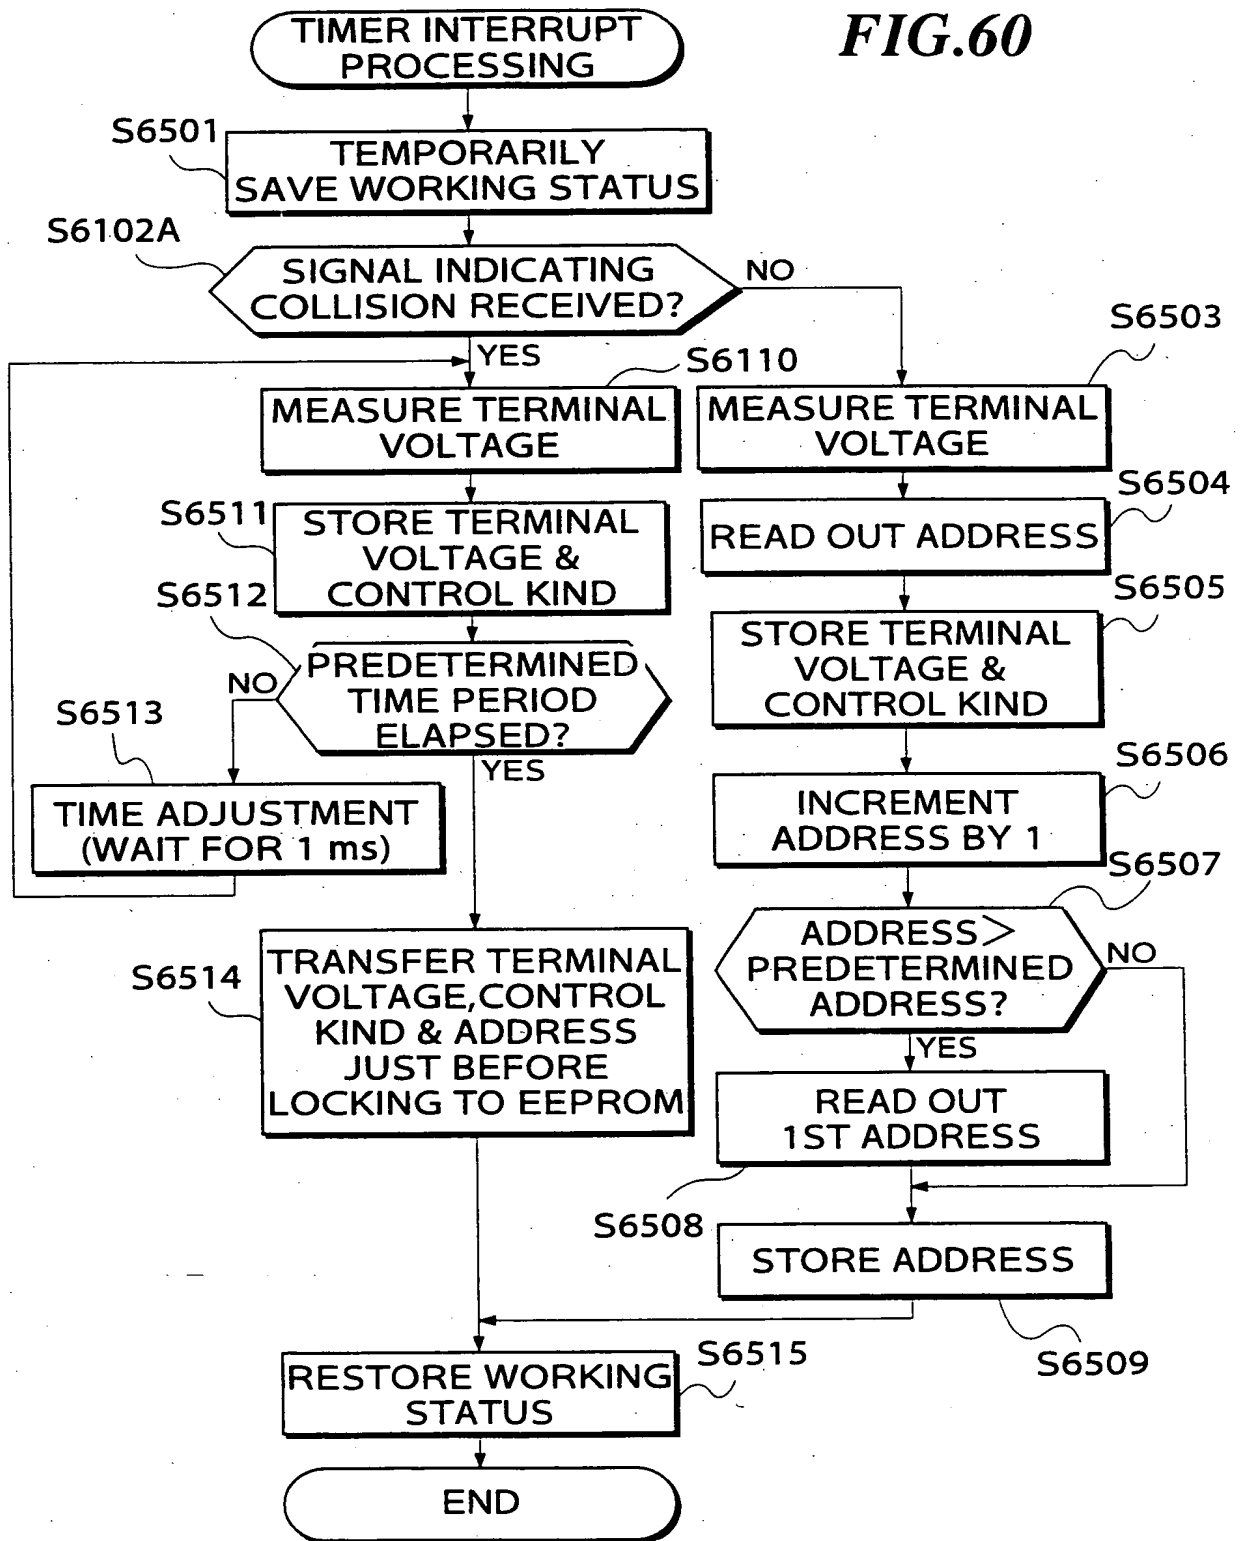 FIG.60
TIMER INTERRUPT
PROCESSING
S6501
TEMPORARILY
SAVE WORKING STATUS
S6102A
SIGNAL INDICATING
COLLISION RECEIVED?
NO
YES
S6110
MEASURE TERMINAL
VOLTAGE
S6503
MEASURE TERMINAL
VOLTAGE
S6511
STORE TERMINAL
VOLTAGE &
CONTROL KIND
S6504
READ OUT ADDRESS
S6512
PREDETERMINED
TIME PERIOD
ELAPSED?
NO
YES
S6505
STORE TERMINAL
VOLTAGE &
CONTROL KIND
S6513
TIME ADJUSTMENT
(WAIT FOR 1 ms)
S6506
INCREMENT
ADDRESS BY 1
S6507
ADDRESS>
PREDETERMINED
ADDRESS?
NO
YES
S6514
TRANSFER TERMINAL
VOLTAGE,CONTROL
KIND & ADDRESS
JUST BEFORE
LOCKING TO EEPROM
READ OUT
1ST ADDRESS
S6508
STORE ADDRESS
S6509
S6515
RESTORE WORKING
STATUS
END